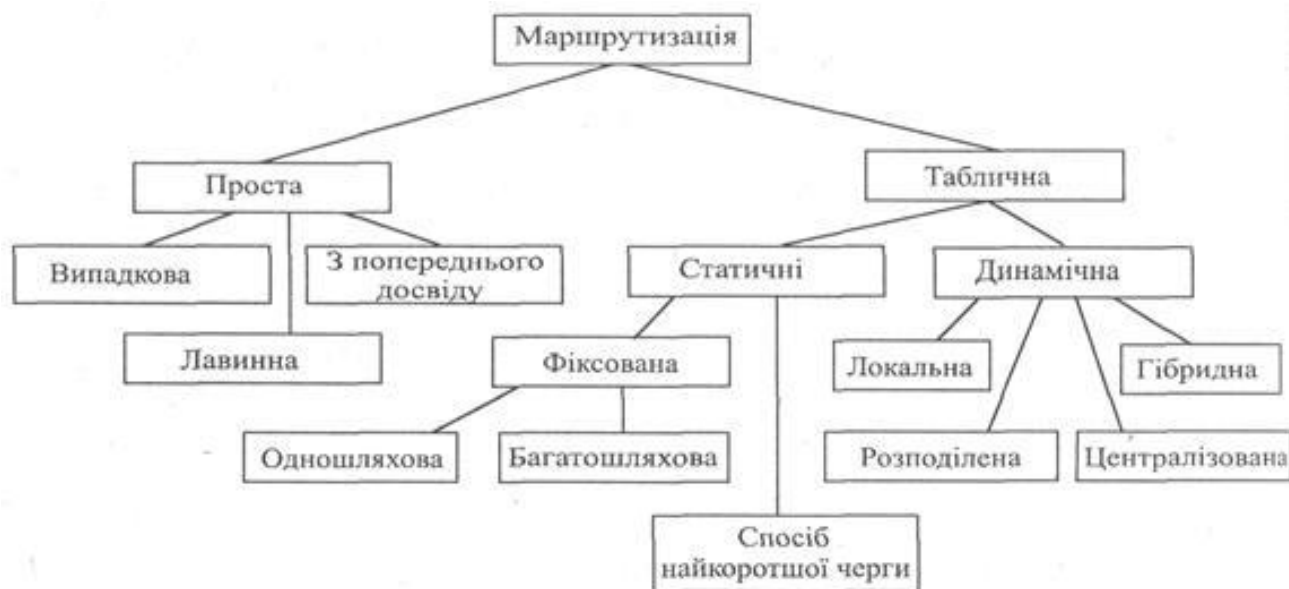 Маршрутизація
Проста
Таблична
Випадкова
З попереднього
досвіду
Статичні
Динамічна
Лавинна
Фіксована
Локальна
Гібридна
Одношляхова
Багатошляхова
Розподілена
Централізована
Спосіб
найкоротшої черги